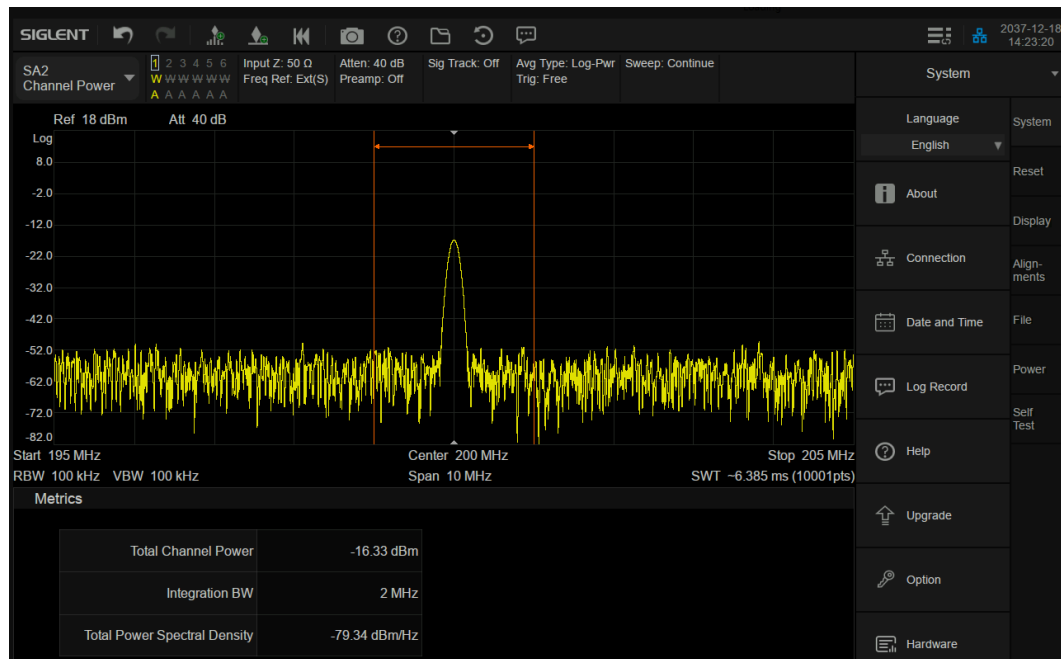 SIGLENT
2037-12-18
14:23:20
SA2
Channel Power
1 2 3 4 5 6
W W W W W W
A A A A A A
Input Z: 50 Ω
Freq Ref: Ext(S)
Atten: 40 dB
Preamp: Off
Sig Track: Off
Avg Type: Log-Pwr
Trig: Free
Sweep: Continue
System
Ref 18 dBm Att 40 dB
Log
8.0
-2.0
-12.0
-22.0
-32.0
-42.0
-52.0
-62.0
-72.0
-82.0
Start 195 MHz Center 200 MHz Stop 205 MHz
RBW 100 kHz VBW 100 kHz Span 10 MHz SWT ~6.385 ms (10001pts)
Metrics
Total Channel Power -16.33 dBm
Integration BW 2 MHz
Total Power Spectral Density -79.34 dBm/Hz
Language
English
About
Connection
Date and Time
Log Record
Help
Upgrade
Option
Hardware
System
Reset
Display
Align-
ments
File
Power
Self
Test